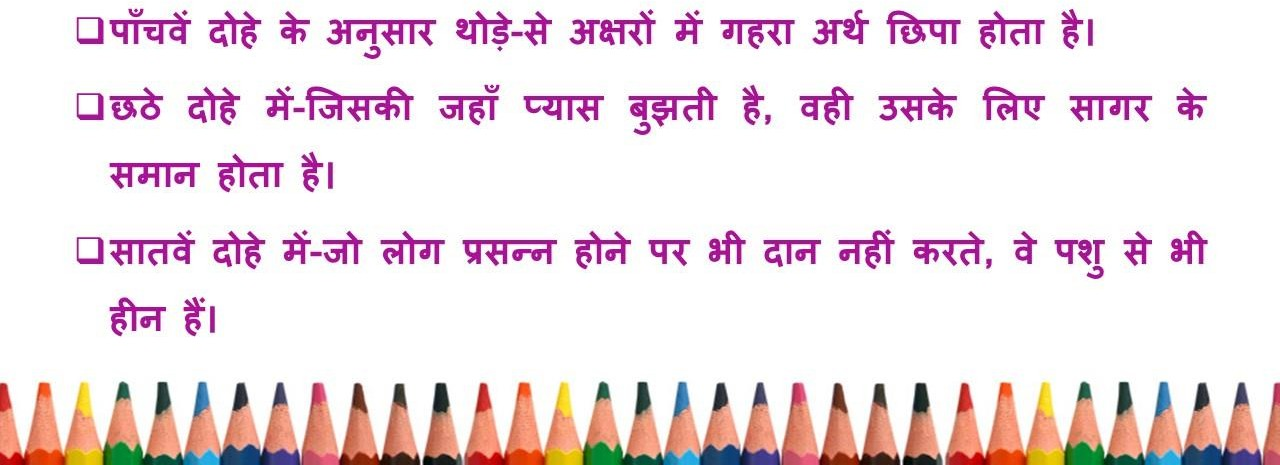 ❑पाँचवें दोहे के अनुसार थोड़े-से अक्षरों में गहरा अर्थ छिपा होता है।
❑छठे दोहे में-जिसकी जहाँ प्यास बुझती है, वही उसके लिए सागर के
समान होता है।
❑सातवें दोहे में-जो लोग प्रसन्न होने पर भी दान नहीं करते, वे पशु से भी
हीन हैं।